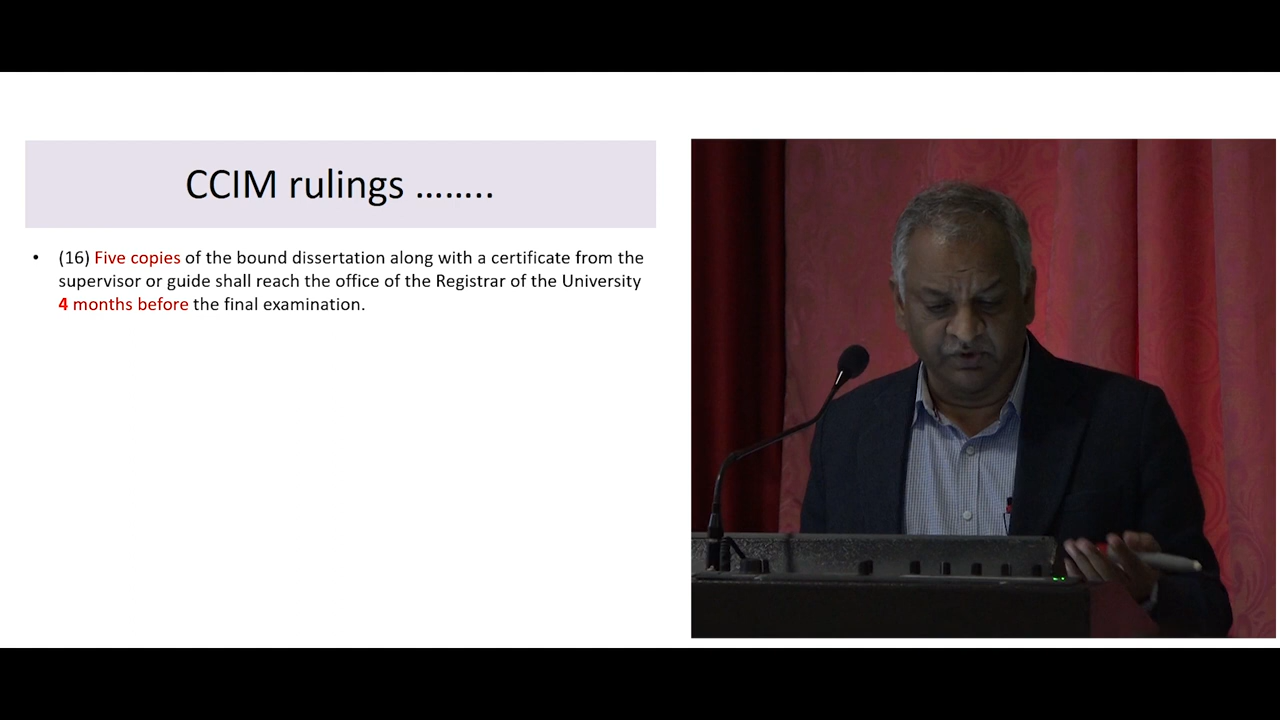 CCIM rulings ........
• (16) Five copies of the bound dissertation along with a certificate from the
supervisor or guide shall reach the office of the Registrar of the University
4 months before the final examination.